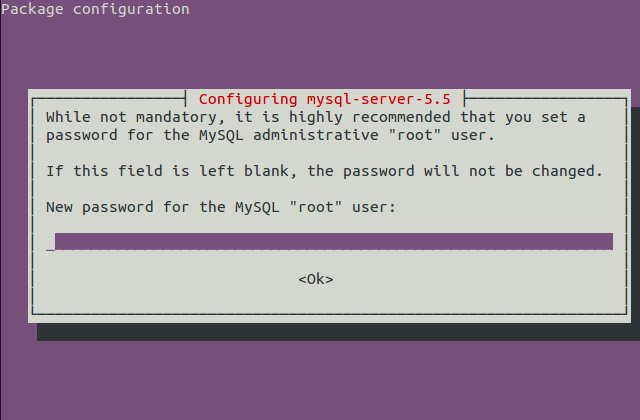 Package configuration
Configuring mysql-server-5.5
While not mandatory, it is highly recommended that you set a
password for the MySQL administrative "root" user.
If this field is left blank, the password will not be changed.
New password for the MySQL "root" user:
<Ok>